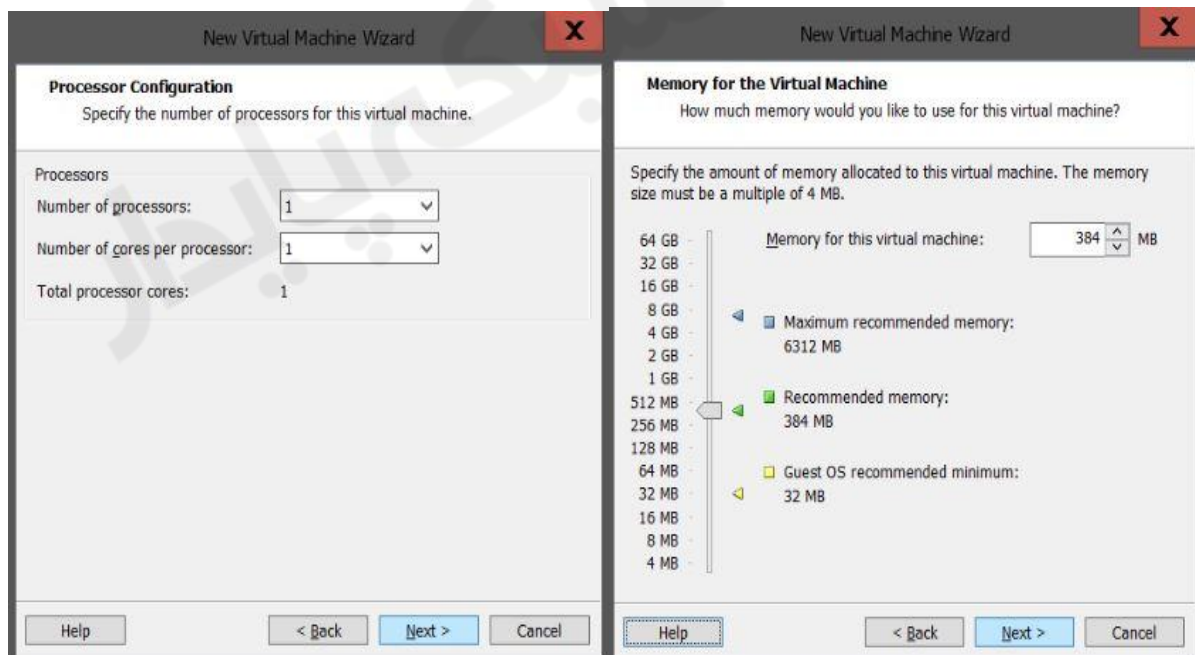 New Virtual Machine Wizard
X
Processor Configuration
Specify the number of processors for this virtual machine.
Processors
Number of processors:
1
Number of cores per processor:
1
Total processor cores:
1
Help
< Back
Next >
Cancel
New Virtual Machine Wizard
X
Memory for the Virtual Machine
How much memory would you like to use for this virtual machine?
Specify the amount of memory allocated to this virtual machine. The memory
size must be a multiple of 4 MB.
64 GB
32 GB
16 GB
8 GB
4 GB
2 GB
1 GB
512 MB
256 MB
128 MB
64 MB
32 MB
16 MB
8 MB
4 MB
Memory for this virtual machine:
384 MB
Maximum recommended memory:
6312 MB
Recommended memory:
384 MB
Guest OS recommended minimum:
32 MB
Help
< Back
Next >
Cancel